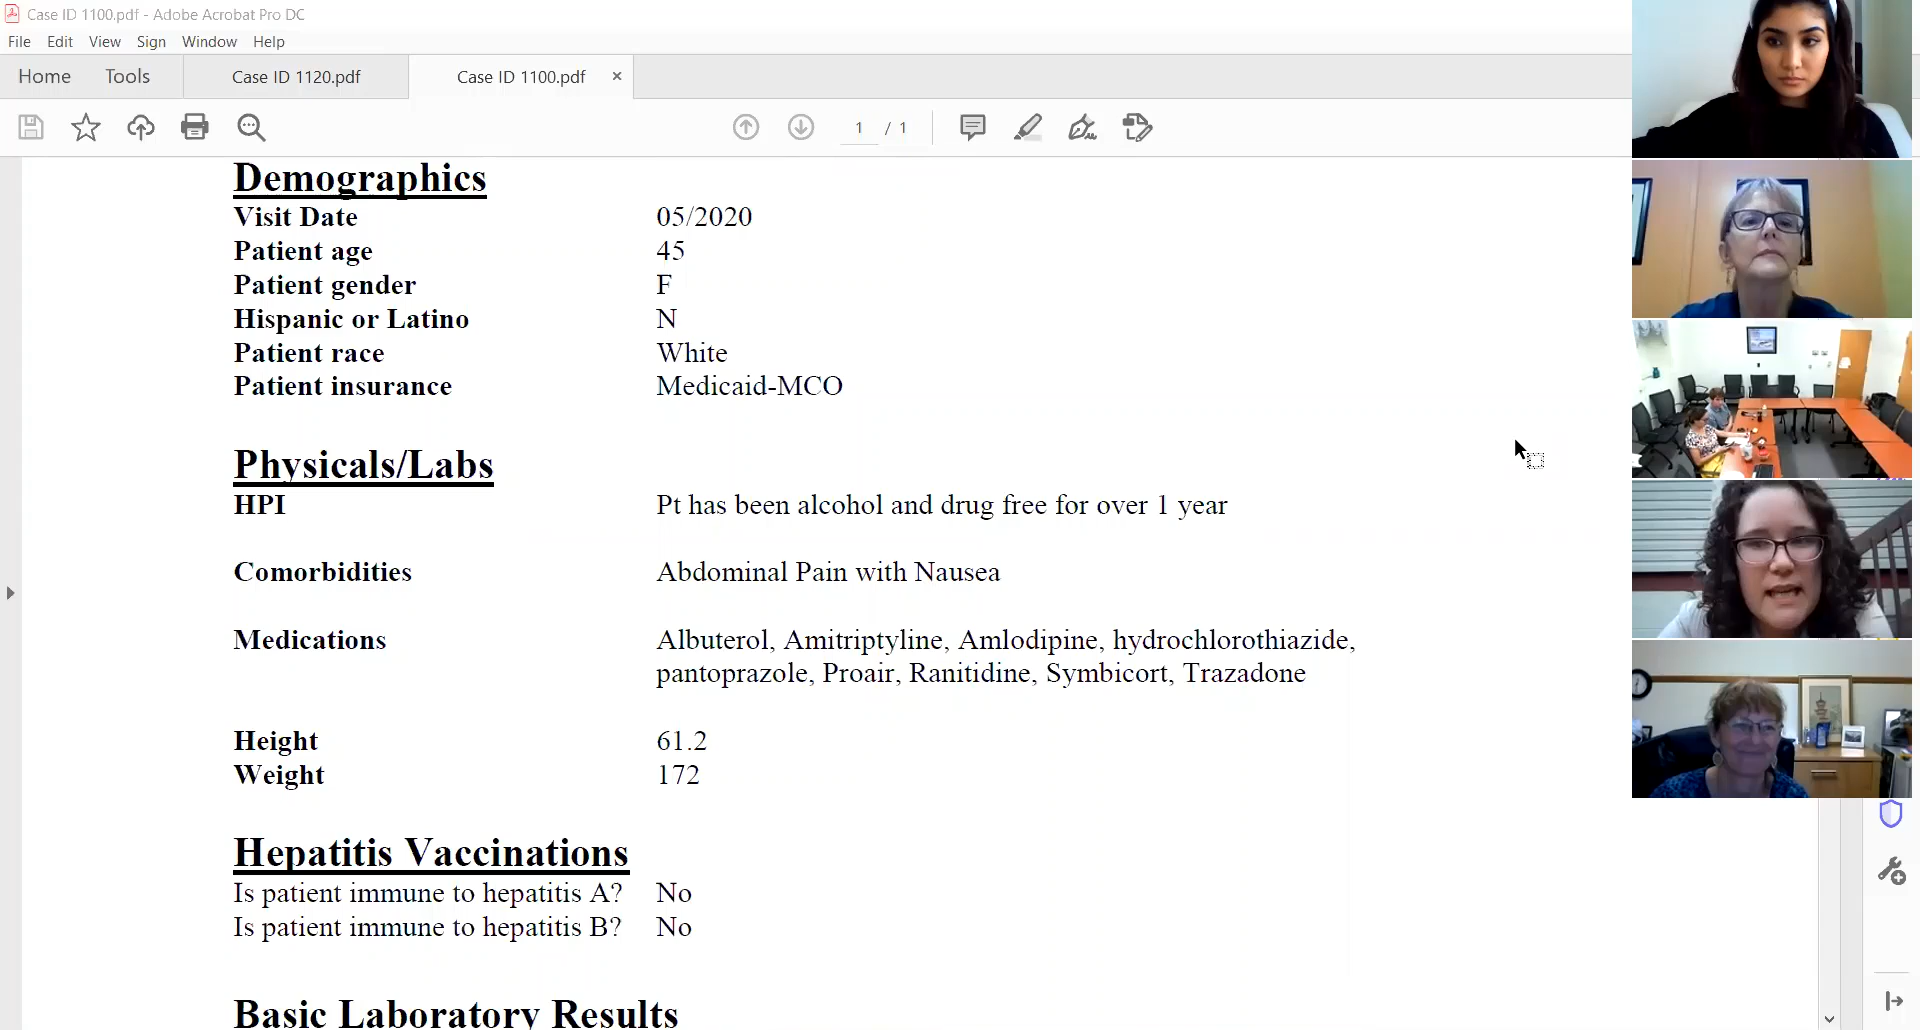 Case ID 1100.pdf - Adobe Acrobat Pro DC
File Edit View Sign Window Help
Home Tools Case ID 1120.pdf Case ID 1100.pdf ×
1 / 1
Demographics
Visit Date 05/2020
Patient age 45
Patient gender F
Hispanic or Latino N
Patient race White
Patient insurance Medicaid-MCO
Physicals/Labs
HPI Pt has been alcohol and drug free for over 1 year
Comorbidities Abdominal Pain with Nausea
Medications Albuterol, Amitriptyline, Amlodipine, hydrochlorothiazide,
pantoprazole, Proair, Ranitidine, Symbicort, Trazadone
Height 61.2
Weight 172
Hepatitis Vaccinations
Is patient immune to hepatitis A? No
Is patient immune to hepatitis B? No
Basic Laboratory Results